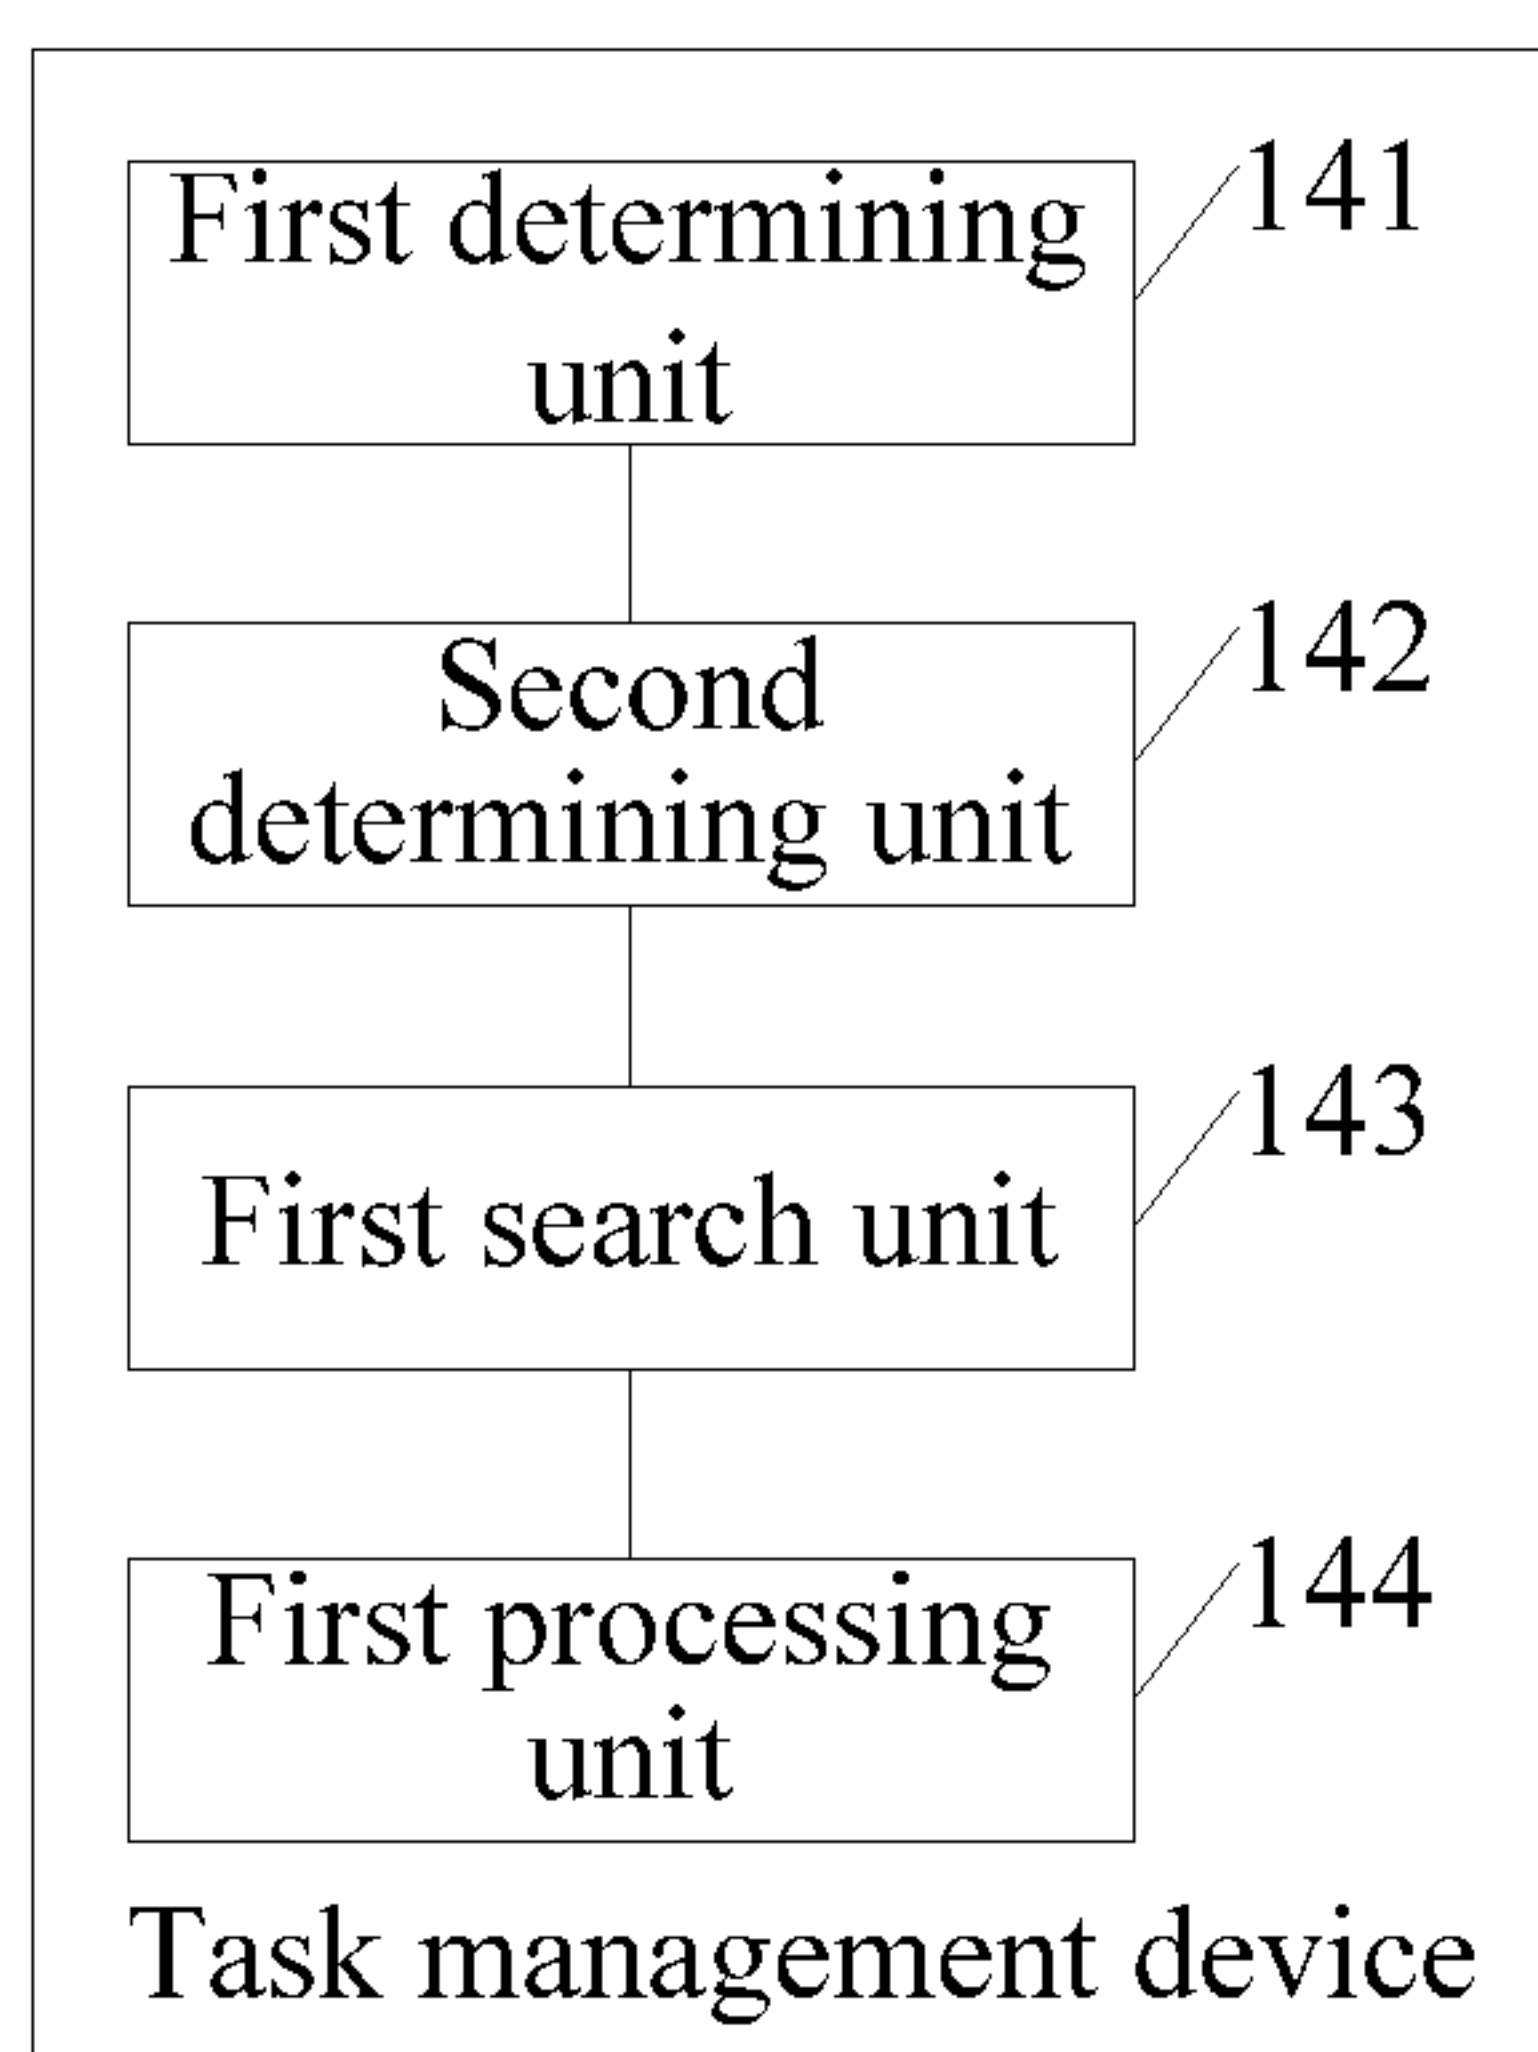 141
First determining
unit
142
Second
determining unit
143
First search unit
144
First processing
unit
Task management device